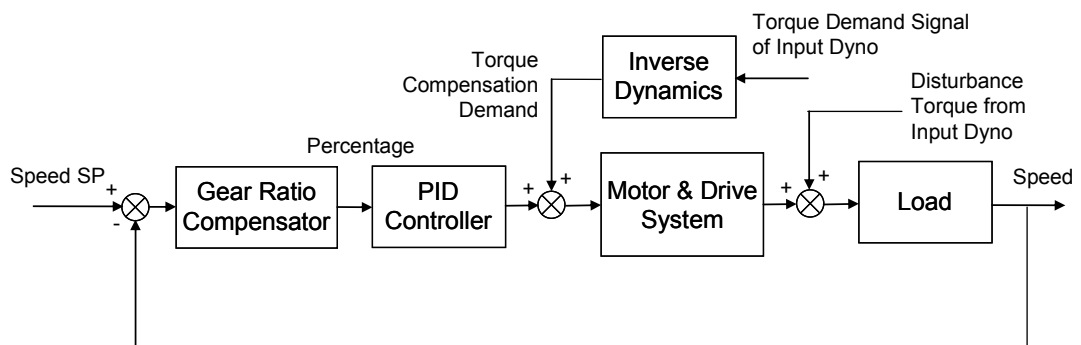 Torque Demand Signal
of Input Dyno
Torque
Compensation
Demand
Inverse
Dynamics
Disturbance
Torque from
Input Dyno
Percentage
Speed SP
+
-
Gear Ratio
Compensator
PID
Controller
+
+
Motor & Drive
System
+
+
Load
Speed